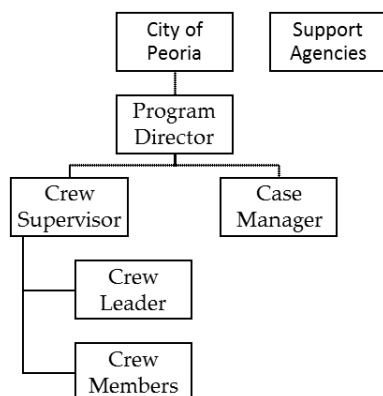 City of
Peoria
Support
Agencies
Program
Director
Crew
Supervisor
Case
Manager
Crew
Leader
Crew
Members